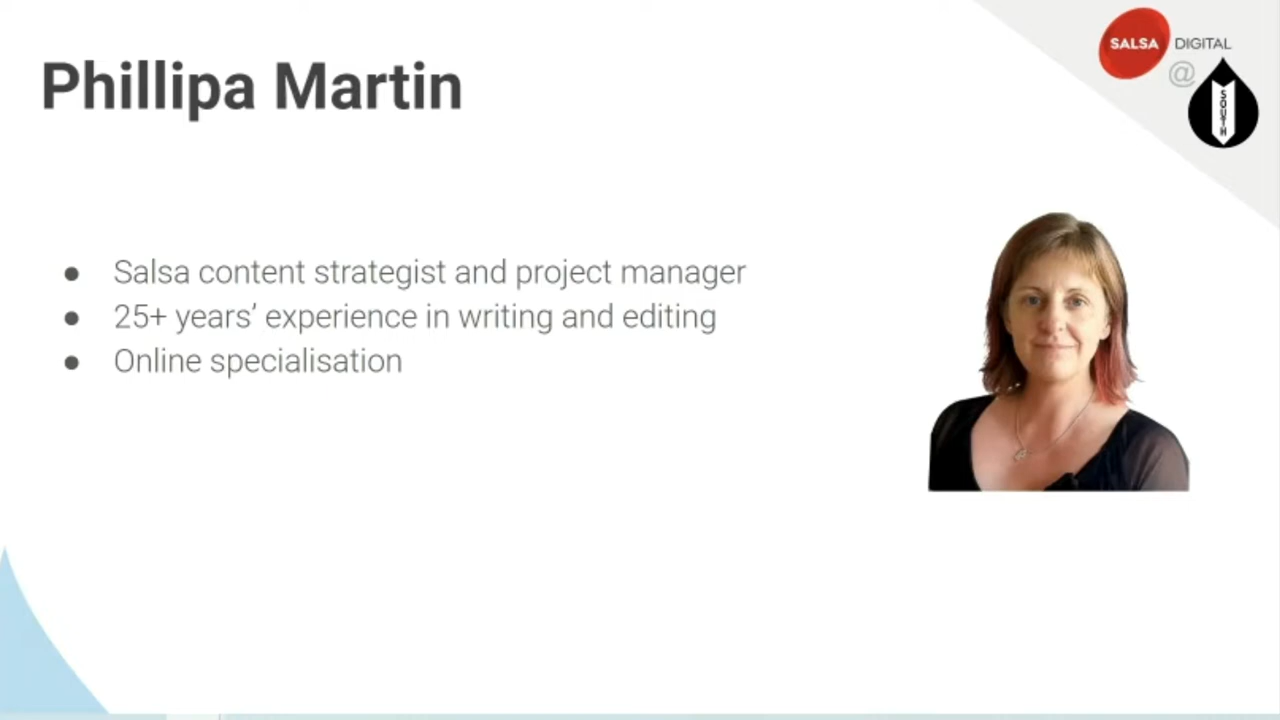 SALSA DIGITAL
@
SOUTH
Phillipa Martin
● Salsa content strategist and project manager
● 25+ years’ experience in writing and editing
● Online specialisation